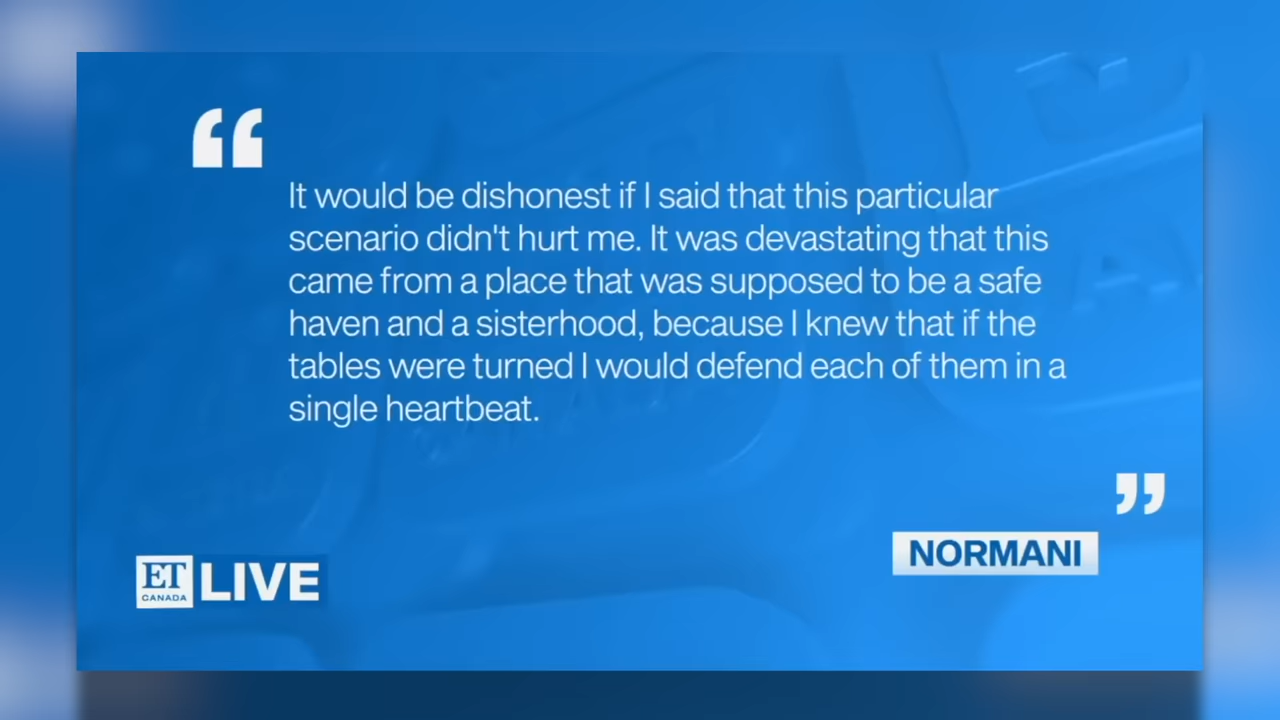 “
It would be dishonest if I said that this particular
scenario didn't hurt me. It was devastating that this
came from a place that was supposed to be a safe
haven and a sisterhood, because I knew that if the
tables were turned I would defend each of them in a
single heartbeat.
”
NORMANI
ET CANADA LIVE